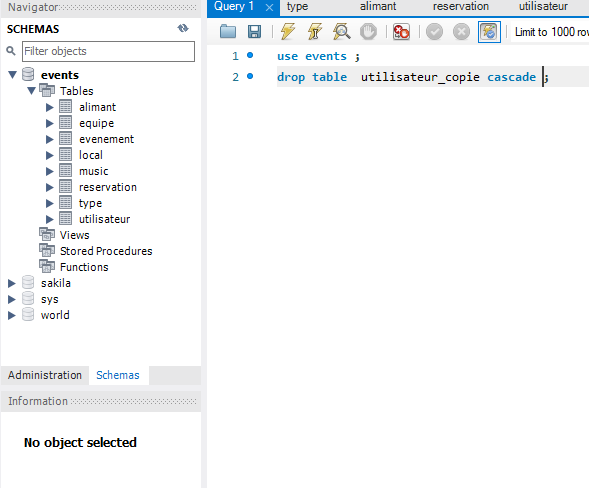 Navigator
SCHEMAS
Filter objects
events
Tables
alimant
equipe
evenement
local
music
reservation
type
utilisateur
Views
Stored Procedures
Functions
sakila
sys
world
Administration Schemas
Information
No object selected
Query 1 type alimant reservation utilisateur
Limit to 1000 row
1 use events ;
2 drop table utilisateur_copie cascade ;